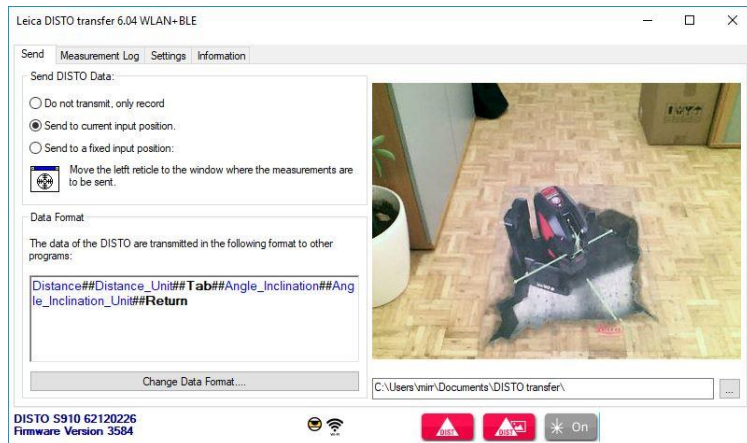 Leica DISTO transfer 6.04 WLAN+BLE
Send Measurement Log Settings Information
Send DISTO Data:
Do not transmit, only record
Send to current input position.
Send to a fixed input position:
Move the letft reticle to the window where the measurements are
to be sent.
Data Format
The data of the DISTO are transmitted in the following format to other
programs:
Distance##Distance_Unit##Tab##Angle_Inclination##Ang
le_Inclination_Unit##Return
Change Data Format....
C:\Users\mirr\Documents\DISTO transfer\
...
DISTO S910 62120226
Firmware Version 3584
DIST
DIST
On